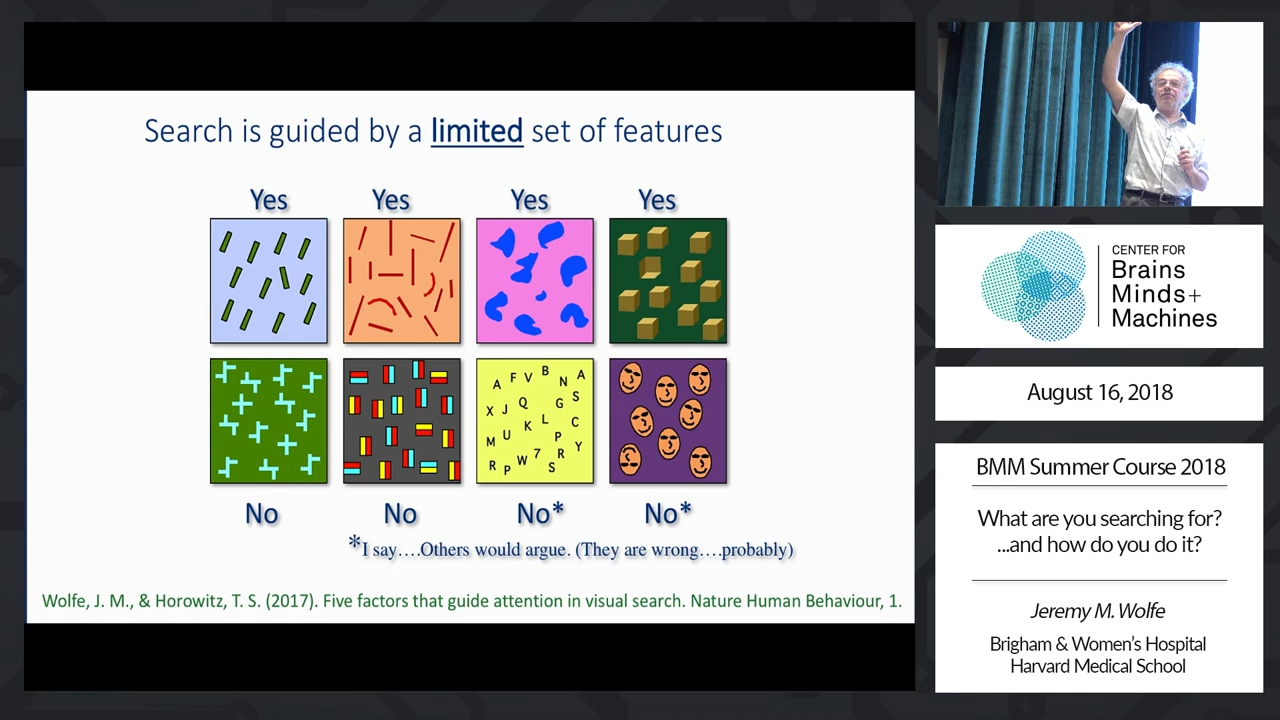 Search is guided by a limited set of features
Yes Yes Yes Yes
A F V B N A
X J Q G S
M U K L P C
R P W 7 S R Y
No No No* No*
*I say….Others would argue. (They are wrong….probably)
Wolfe, J. M., & Horowitz, T. S. (2017). Five factors that guide attention in visual search. Nature Human Behaviour, 1.
CENTER FOR
Brains
Minds+
Machines
August 16, 2018
BMM Summer Course 2018
What are you searching for?
...and how do you do it?
Jeremy M. Wolfe
Brigham & Women's Hospital
Harvard Medical School